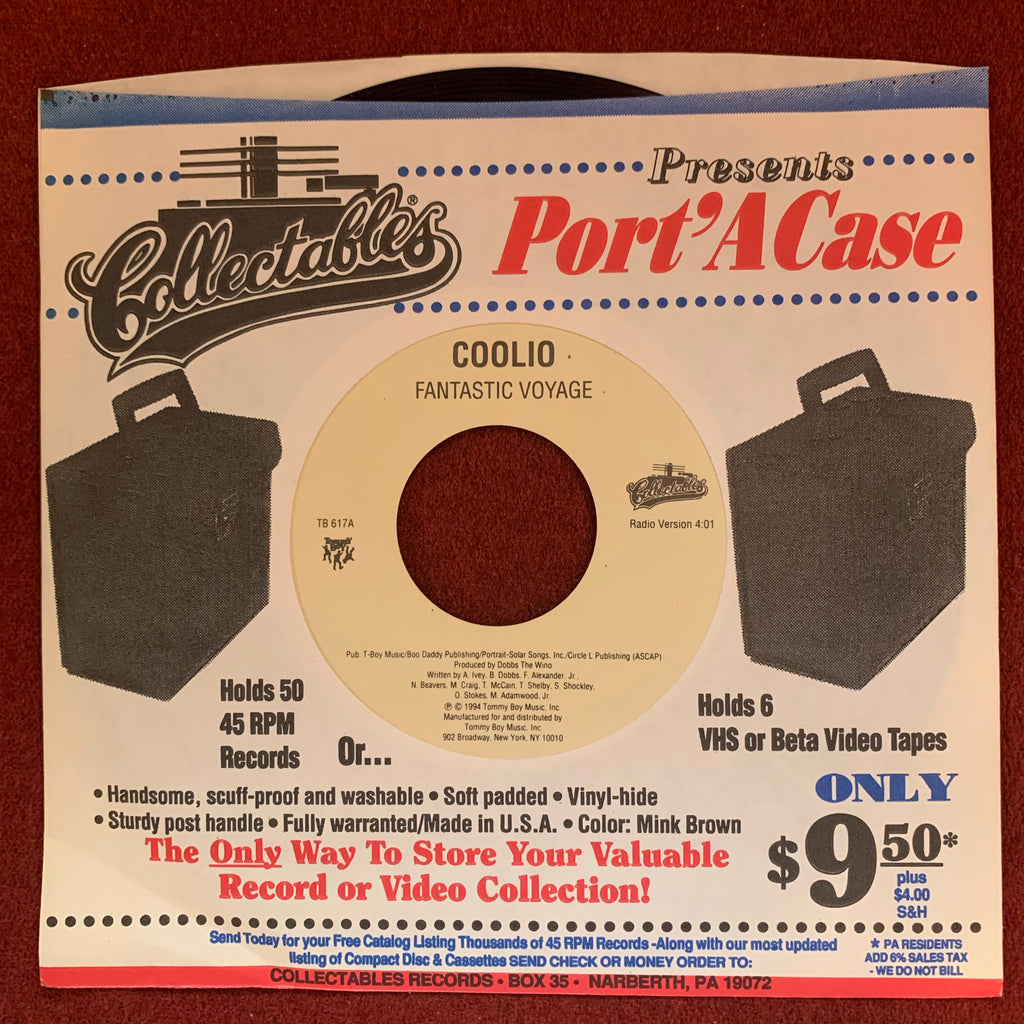 Presents
Collectables®
Port'A Case
COOLIO
FANTASTIC VOYAGE
Collectables
TB 617A
Radio Version 4:01
Tommy Boy
Pub: T-Boy Music/Boo Daddy Publishing/Portrait-Solar Songs, Inc./Circle L Publishing (ASCAP)
Produced by Dobbs The Wino
Written by A. Ivey, B. Dobbs, F. Alexander, Jr.,
N. Beavers, M. Craig, T. McCain, T. Shelby, S. Shockley,
O. Stokes, M. Adamwood, Jr.
℗ © 1994 Tommy Boy Music, Inc.
Manufactured for and distributed by
Tommy Boy Music, Inc.
902 Broadway, New York, NY 10010
Holds 50
45 RPM
Records
Or...
Holds 6
VHS or Beta Video Tapes
• Handsome, scuff-proof and washable • Soft padded • Vinyl-hide
• Sturdy post handle • Fully warranted/Made in U.S.A. • Color: Mink Brown
The Only Way To Store Your Valuable
Record or Video Collection!
ONLY
$9.50*
plus
$4.00
S&H
Send Today for your Free Catalog Listing Thousands of 45 RPM Records -Along with our most updated
listing of Compact Disc & Cassettes SEND CHECK OR MONEY ORDER TO:
COLLECTABLES RECORDS • BOX 35 • NARBERTH, PA 19072
* PA RESIDENTS
ADD 6% SALES TAX
- WE DO NOT BILL